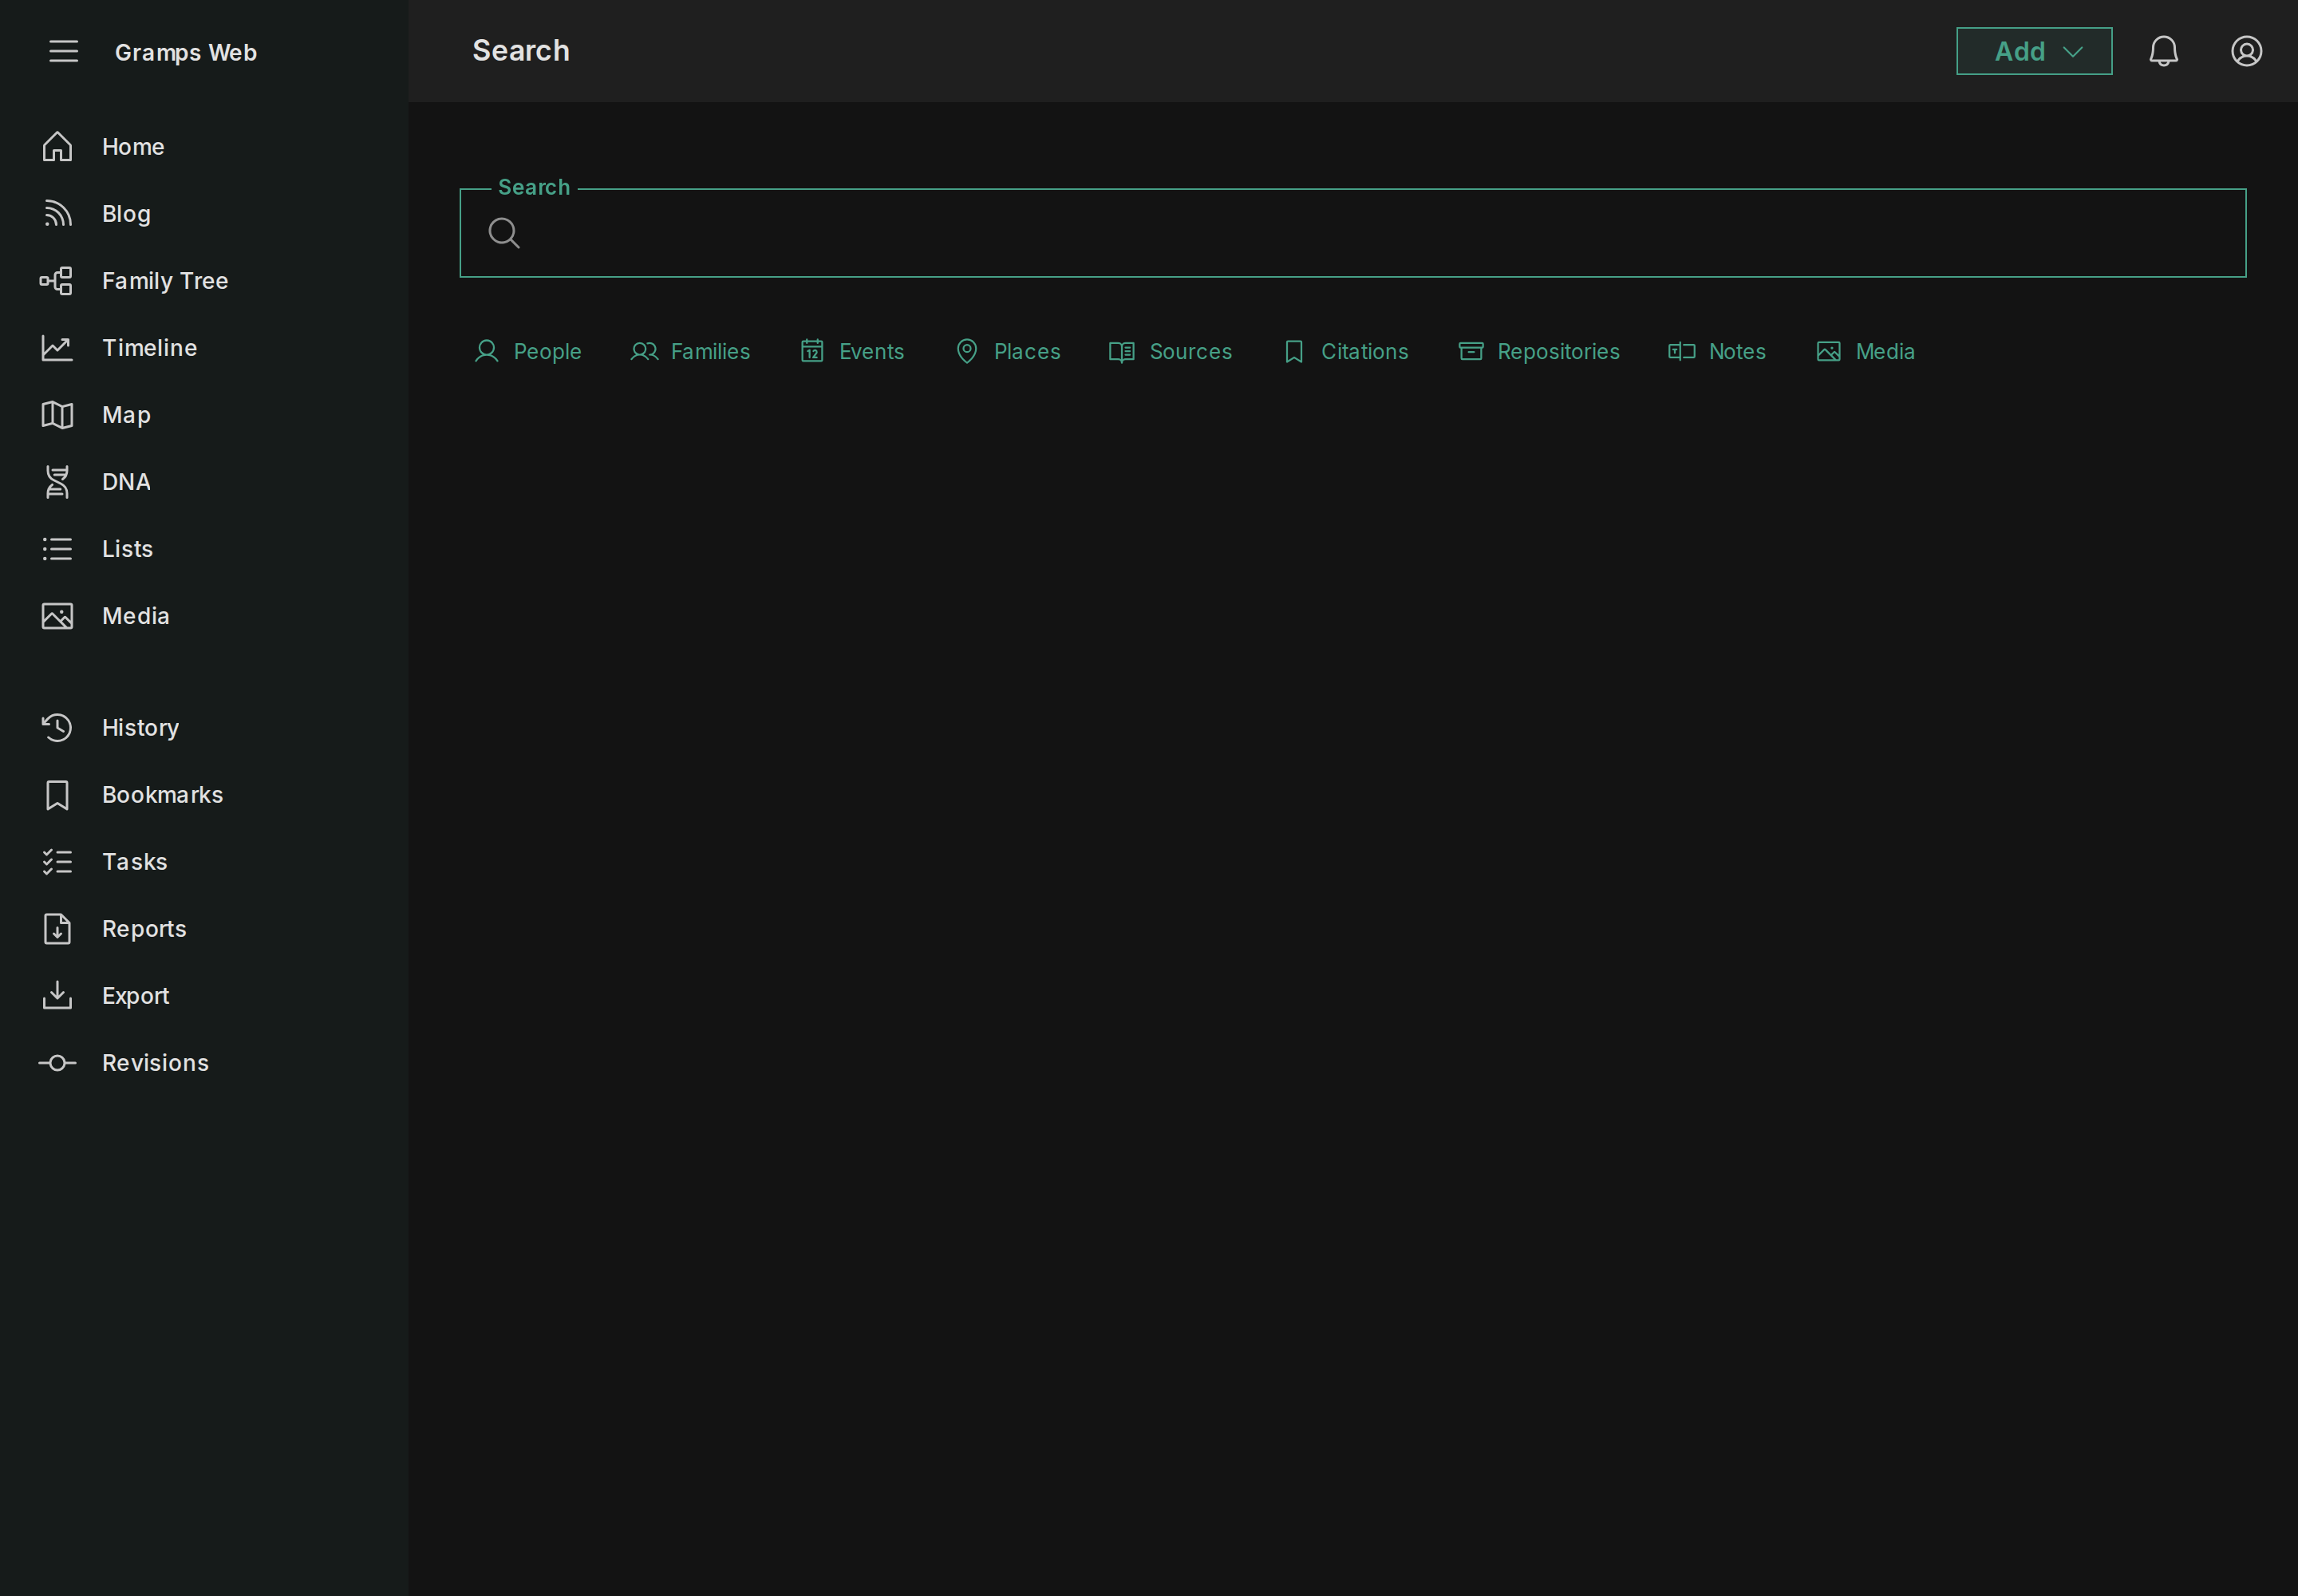 Gramps Web
Search
Add
Home
Blog
Family Tree
Timeline
Map
DNA
Lists
Media
History
Bookmarks
Tasks
Reports
Export
Revisions
Search
People
Families
12
Events
Places
Sources
Citations
Repositories
T
Notes
Media